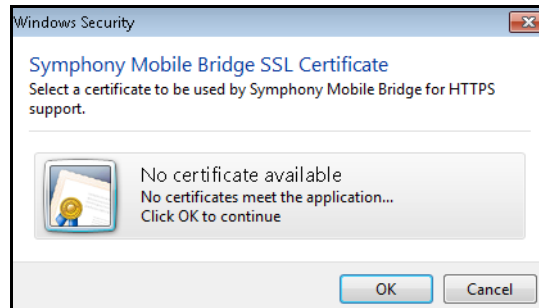 Windows Security
Symphony Mobile Bridge SSL Certificate
Select a certificate to be used by Symphony Mobile Bridge for HTTPS
support.
No certificate available
No certificates meet the application...
Click OK to continue
OK
Cancel